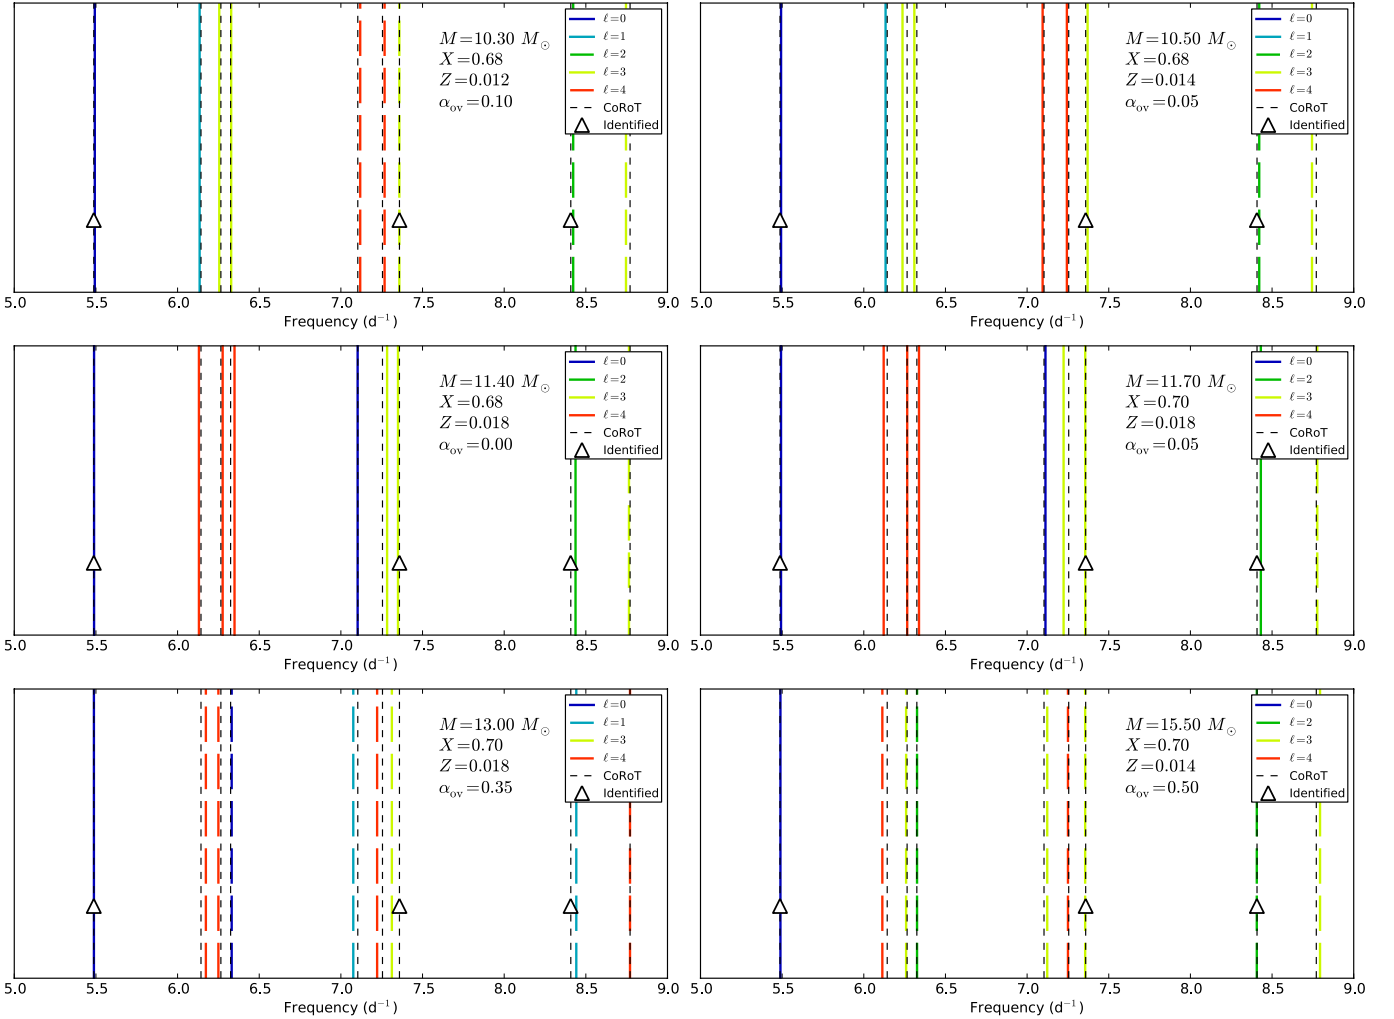 M=10.30 M⊙
X=0.68
Z=0.012
αov=0.10
ℓ=0
ℓ=1
ℓ=2
ℓ=3
ℓ=4
CoRoT
Identified
5.0 5.5 6.0 6.5 7.0 7.5 8.0 8.5 9.0
Frequency (d⁻¹)
M=10.50 M⊙
X=0.68
Z=0.014
αov=0.05
ℓ=0
ℓ=1
ℓ=2
ℓ=3
ℓ=4
CoRoT
Identified
5.0 5.5 6.0 6.5 7.0 7.5 8.0 8.5 9.0
Frequency (d⁻¹)
M=11.40 M⊙
X=0.68
Z=0.018
αov=0.00
ℓ=0
ℓ=2
ℓ=3
ℓ=4
CoRoT
Identified
5.0 5.5 6.0 6.5 7.0 7.5 8.0 8.5 9.0
Frequency (d⁻¹)
M=11.70 M⊙
X=0.70
Z=0.018
αov=0.05
ℓ=0
ℓ=2
ℓ=3
ℓ=4
CoRoT
Identified
5.0 5.5 6.0 6.5 7.0 7.5 8.0 8.5 9.0
Frequency (d⁻¹)
M=13.00 M⊙
X=0.70
Z=0.018
αov=0.35
ℓ=0
ℓ=1
ℓ=3
ℓ=4
CoRoT
Identified
5.0 5.5 6.0 6.5 7.0 7.5 8.0 8.5 9.0
Frequency (d⁻¹)
M=15.50 M⊙
X=0.70
Z=0.014
αov=0.50
ℓ=0
ℓ=2
ℓ=3
ℓ=4
CoRoT
Identified
5.0 5.5 6.0 6.5 7.0 7.5 8.0 8.5 9.0
Frequency (d⁻¹)